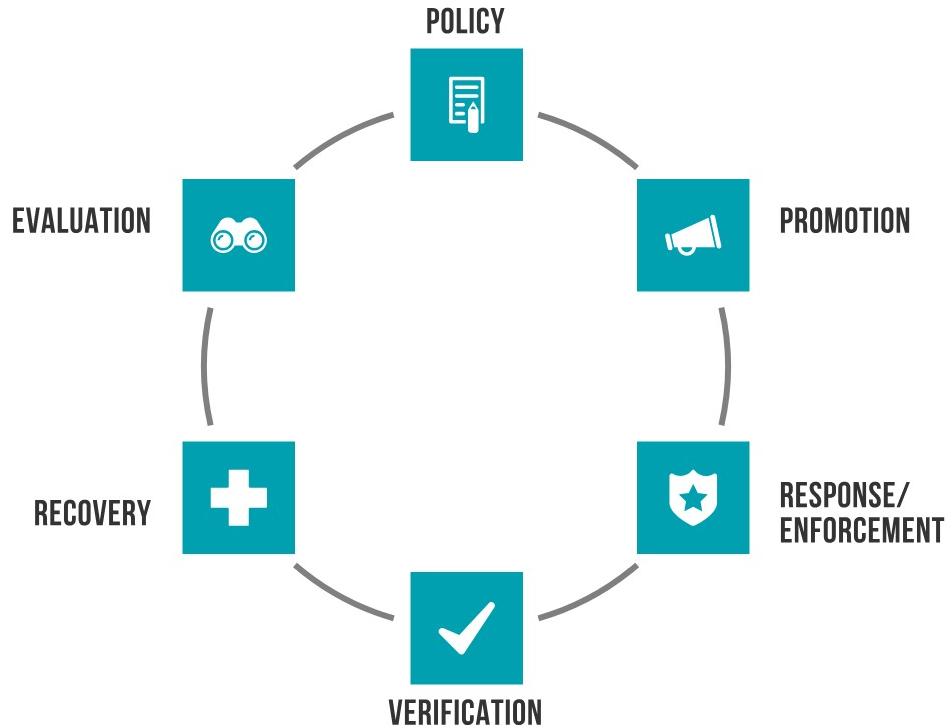 POLICY
EVALUATION
PROMOTION
RECOVERY
RESPONSE/
ENFORCEMENT
VERIFICATION